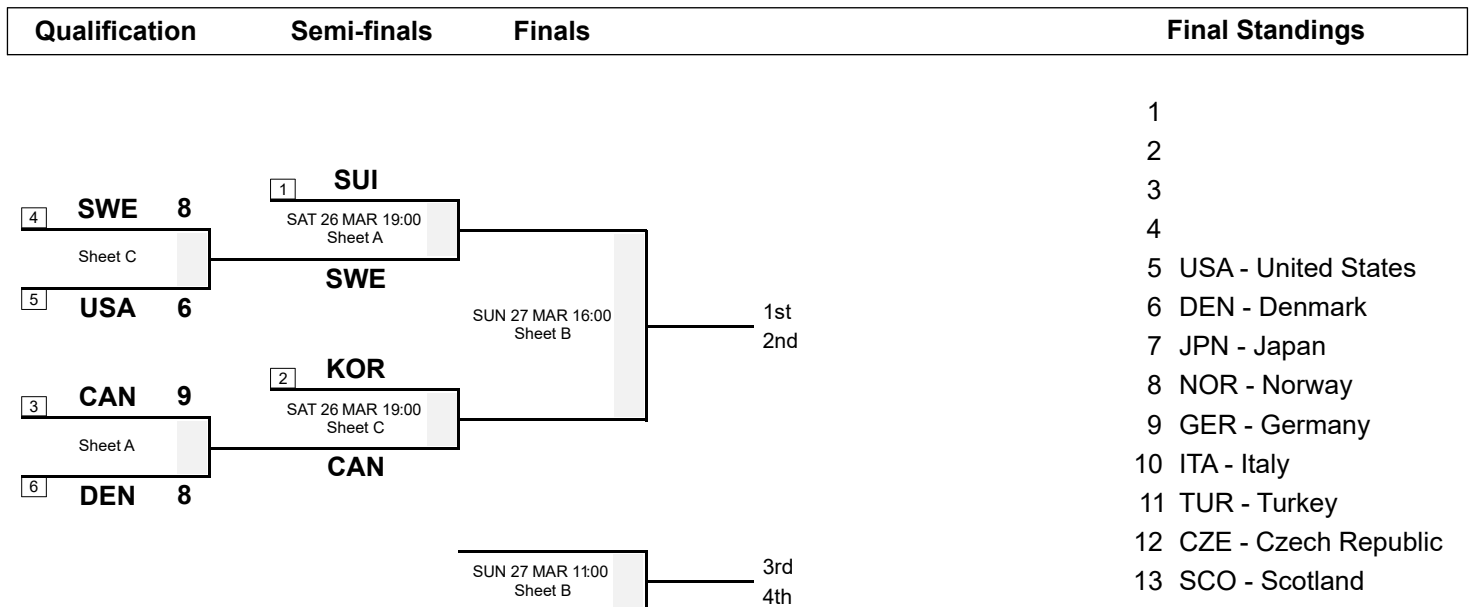 Qualification Semi-finals Finals Final Standings
4 SWE 8
Sheet C
5 USA 6
3 CAN 9
Sheet A
6 DEN 8
1 SUI
SAT 26 MAR 19:00
Sheet A
SWE
2 KOR
SAT 26 MAR 19:00
Sheet C
CAN
SUN 27 MAR 16:00
Sheet B
1st
2nd
SUN 27 MAR 11:00
Sheet B
3rd
4th
1
2
3
4
5 USA - United States
6 DEN - Denmark
7 JPN - Japan
8 NOR - Norway
9 GER - Germany
10 ITA - Italy
11 TUR - Turkey
12 CZE - Czech Republic
13 SCO - Scotland